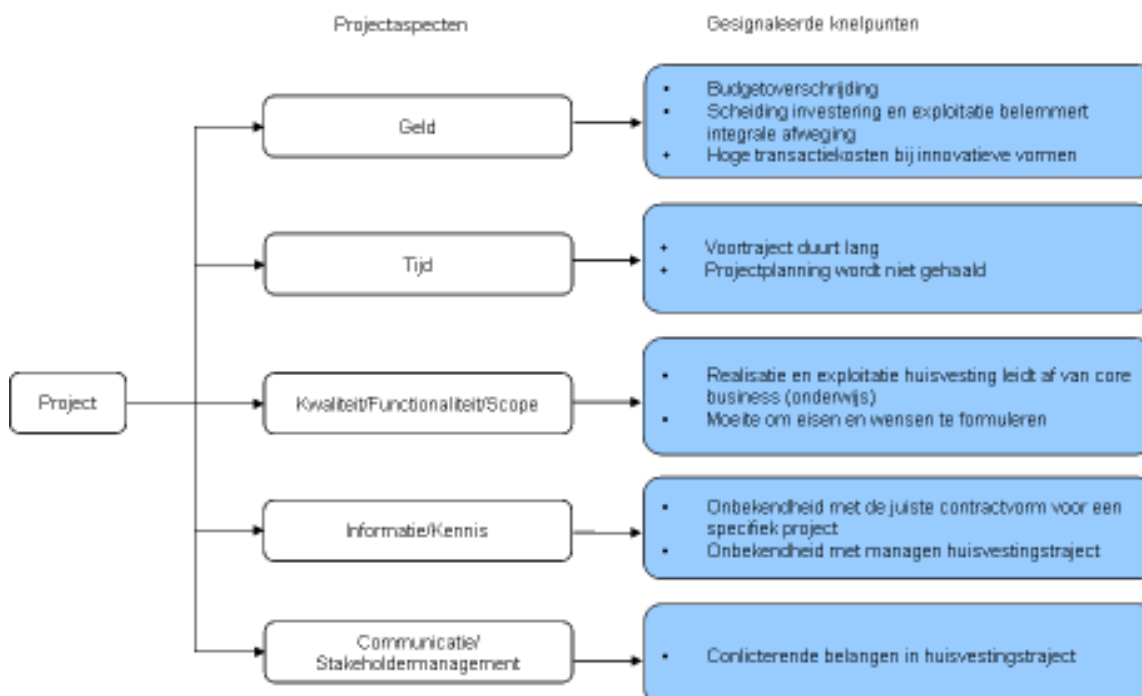 Projectaspecten
Gesignaleerde knelpunten
Geld
• Budgetoverschrijding
• Scheiding investering en exploitatie belemmert
integrale afweging
• Hoge transactiekosten bij innovatieve vormen
Tijd
• Voortraject duurt lang
• Projectplanning wordt niet gehaald
Project
Kwaliteit/Functionaliteit/Scope
• Realisatie en exploitatie huisvesting leidt af van core
business (onderwijs)
• Moeite om eisen en wensen te formuleren
Informatie/Kennis
• Onbekendheid met de juiste contractvorm voor een
specifiek project
• Onbekendheid met managen huisvestingstraject
Communicatie/
Stakeholdermanagement
• Conlicterende belangen in huisvestingstraject